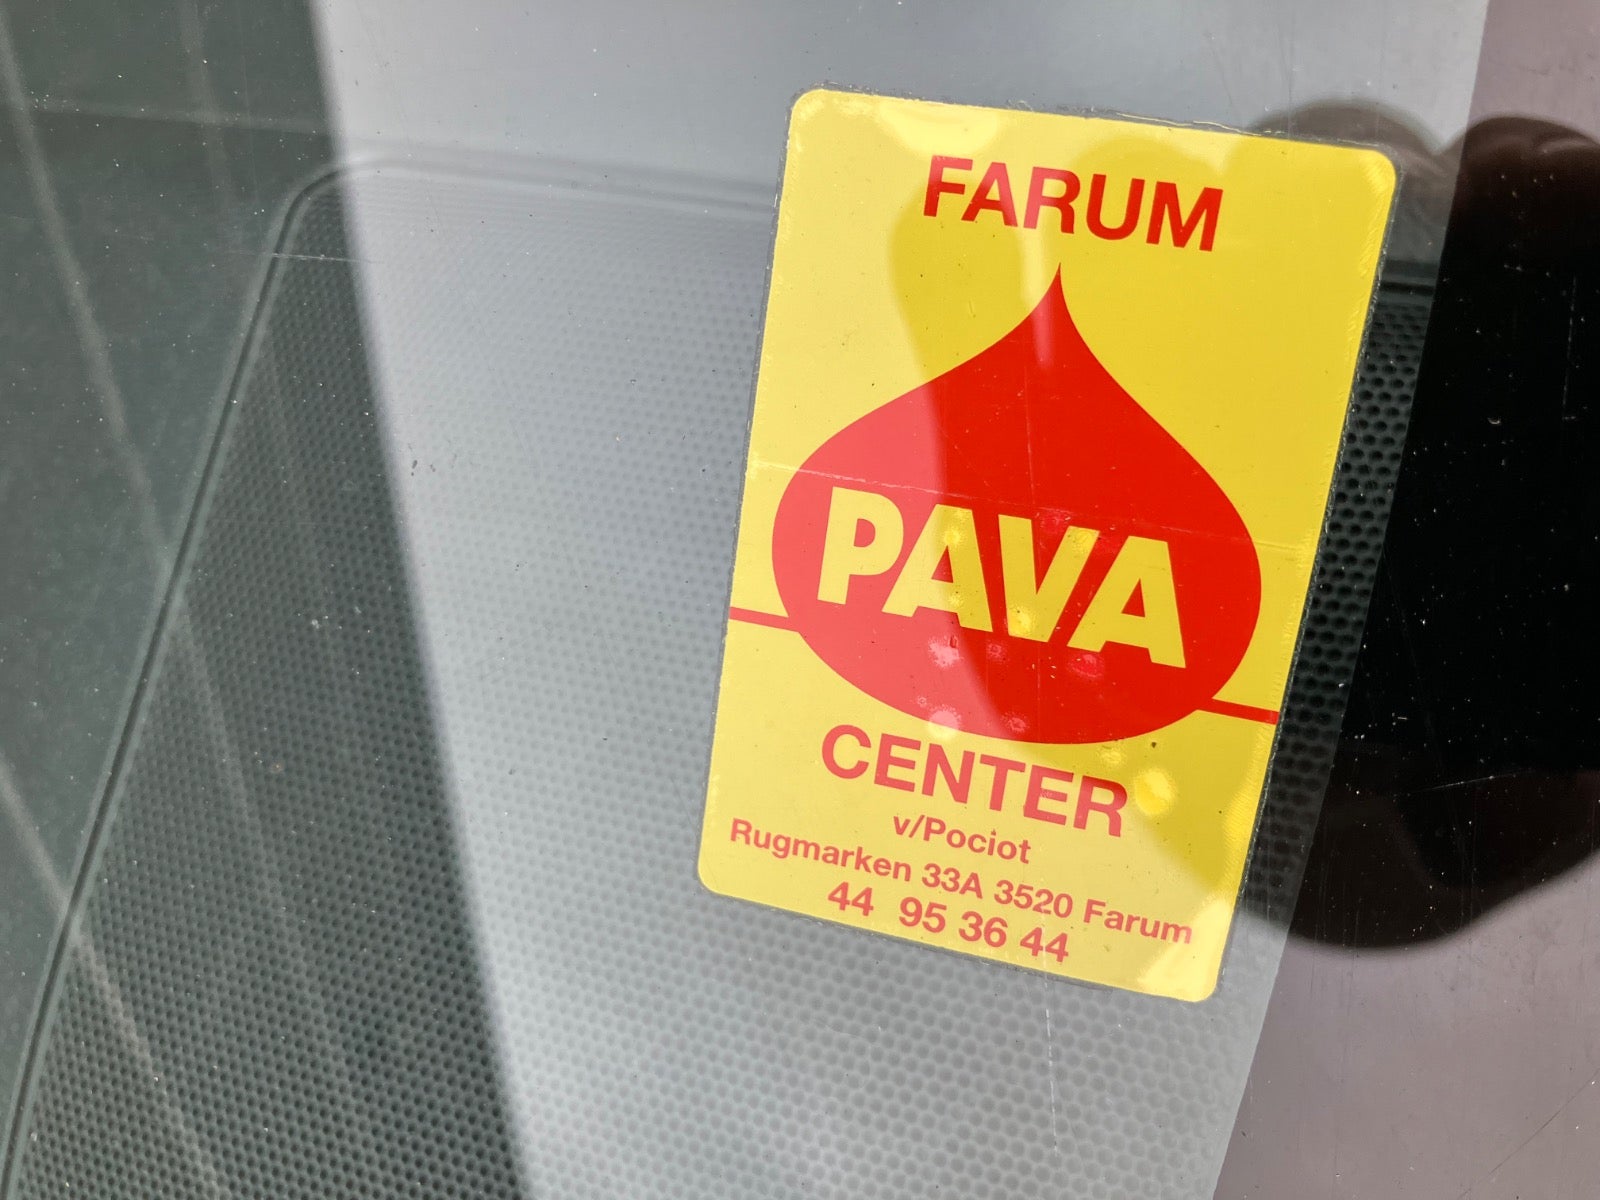 FARUM
PAVA
CENTER
v/Pociot
Rugmarken 33A 3520 Farum
44 95 36 44